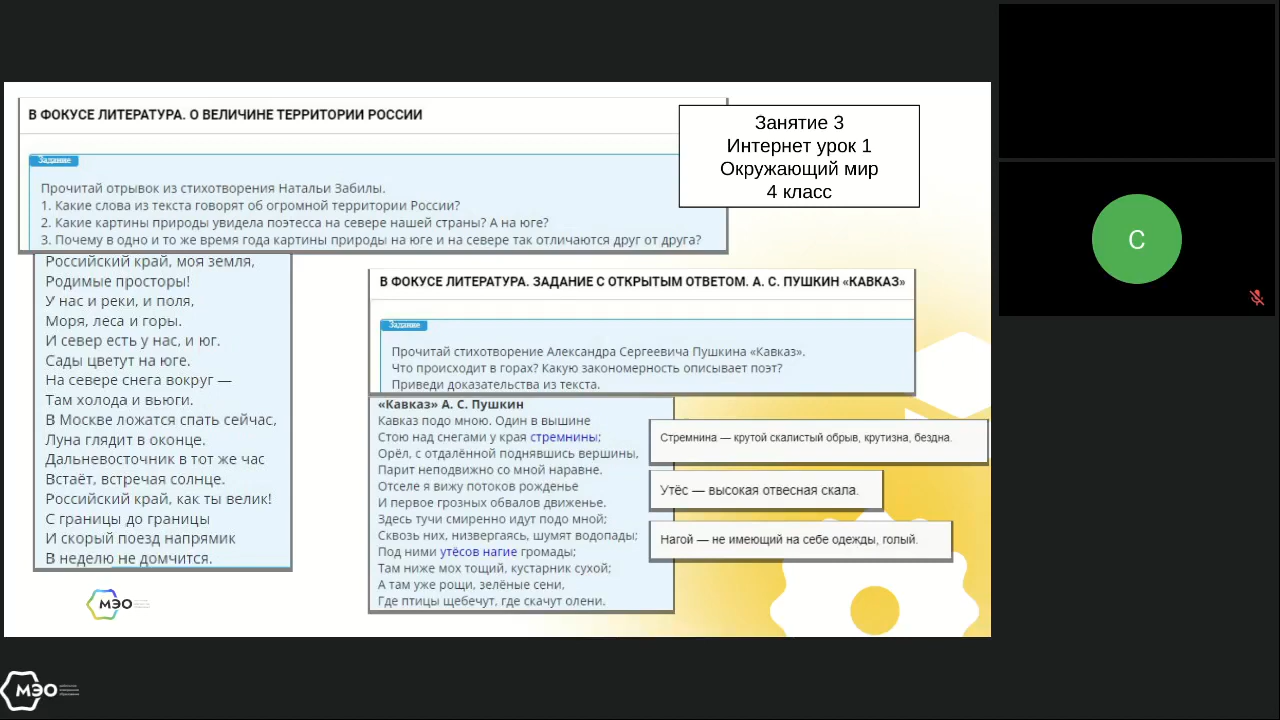 В ФОКУСЕ ЛИТЕРАТУРА. О ВЕЛИЧИНЕ ТЕРРИТОРИИ РОССИИ
Задание
Прочитай отрывок из стихотворения Натальи Забилы.
1. Какие слова из текста говорят об огромной территории России?
2. Какие картины природы увидела поэтесса на севере нашей страны? А на юге?
3. Почему в одно и то же время года картины природы на юге и на севере так отличаются друг от друга?
Занятие 3
Интернет урок 1
Окружающий мир
4 класс
Российский край, моя земля,
Родимые просторы!
У нас и реки, и поля,
Моря, леса и горы.
И север есть у нас, и юг.
Сады цветут на юге.
На севере снега вокруг —
Там холода и вьюги.
В Москве ложатся спать сейчас,
Луна глядит в оконце.
Дальневосточник в тот же час
Встаёт, встречая солнце.
Российский край, как ты велик!
С границы до границы
И скорый поезд напрямик
В неделю не домчится.
В ФОКУСЕ ЛИТЕРАТУРА. ЗАДАНИЕ С ОТКРЫТЫМ ОТВЕТОМ. А. С. ПУШКИН «КАВКАЗ»
Задание
Прочитай стихотворение Александра Сергеевича Пушкина «Кавказ».
Что происходит в горах? Какую закономерность описывает поэт?
Приведи доказательства из текста.
«Кавказ» А. С. Пушкин
Кавказ подо мною. Один в вышине
Стою над снегами у края стремнины;
Орёл, с отдалённой поднявшись вершины,
Парит неподвижно со мной наравне.
Отселе я вижу потоков рожденье
И первое грозных обвалов движенье.
Здесь тучи смиренно идут подо мной;
Сквозь них, низвергаясь, шумят водопады;
Под ними утёсов нагие громады;
Там ниже мох тощий, кустарник сухой;
А там уже рощи, зелёные сени,
Где птицы щебечут, где скачут олени.
Стремнина — крутой скалистый обрыв, крутизна, бездна.
Утёс — высокая отвесная скала.
Нагой — не имеющий на себе одежды, голый.
МЭО
МЭО
С